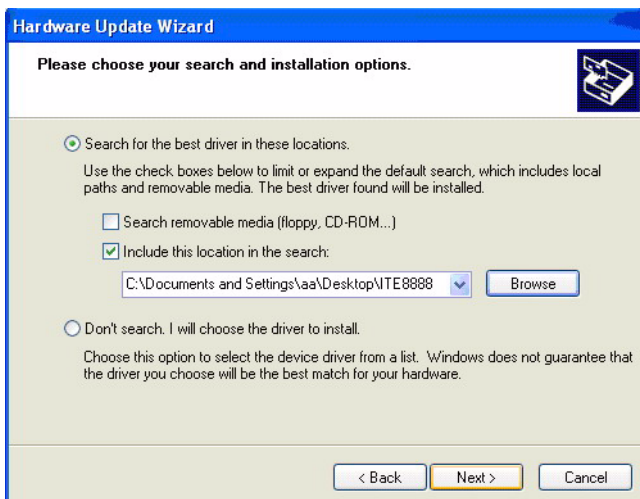 Hardware Update Wizard
Please choose your search and installation options.
Search for the best driver in these locations.
Use the check boxes below to limit or expand the default search, which includes local
paths and removable media. The best driver found will be installed.
Search removable media (floppy, CD-ROM...)
Include this location in the search:
C:\Documents and Settings\aa\Desktop\ITE8888
Browse
Don't search. I will choose the driver to install.
Choose this option to select the device driver from a list. Windows does not guarantee that
the driver you choose will be the best match for your hardware.
< Back
Next >
Cancel